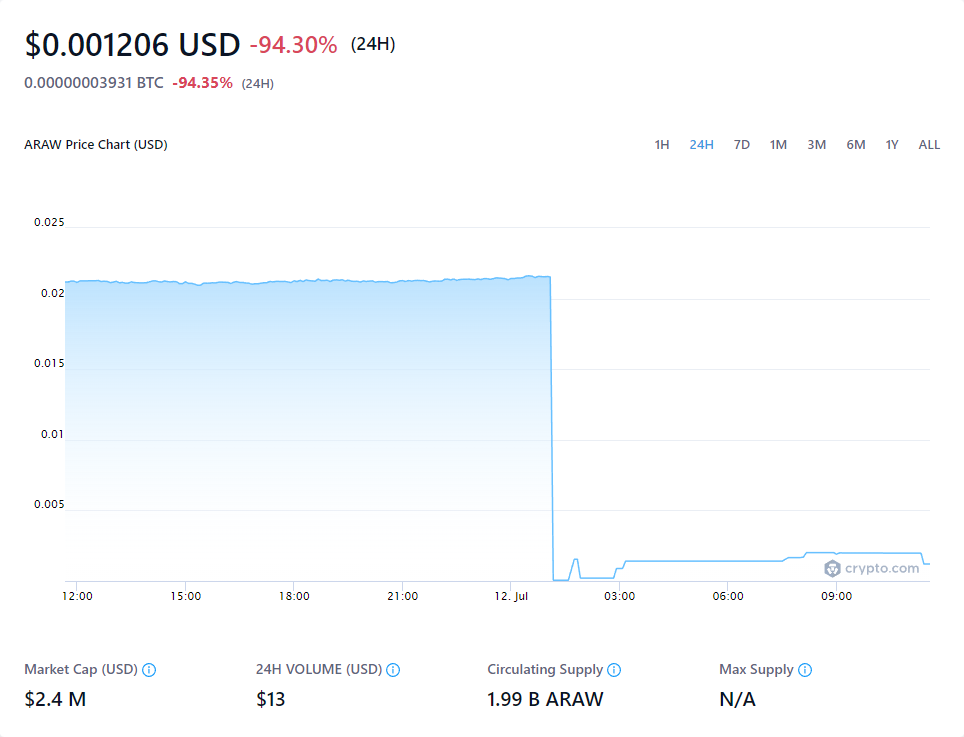 $0.001206 USD -94.30% (24H)
0.00000003931 BTC -94.35% (24H)
ARAW Price Chart (USD) 1H 24H 7D 1M 3M 6M 1Y ALL
0.025
0.02
0.015
0.01
0.005
crypto.com
12:00 15:00 18:00 21:00 12. Jul 03:00 06:00 09:00
Market Cap (USD) 24H VOLUME (USD) Circulating Supply Max Supply
$2.4 M $13 1.99 B ARAW N/A